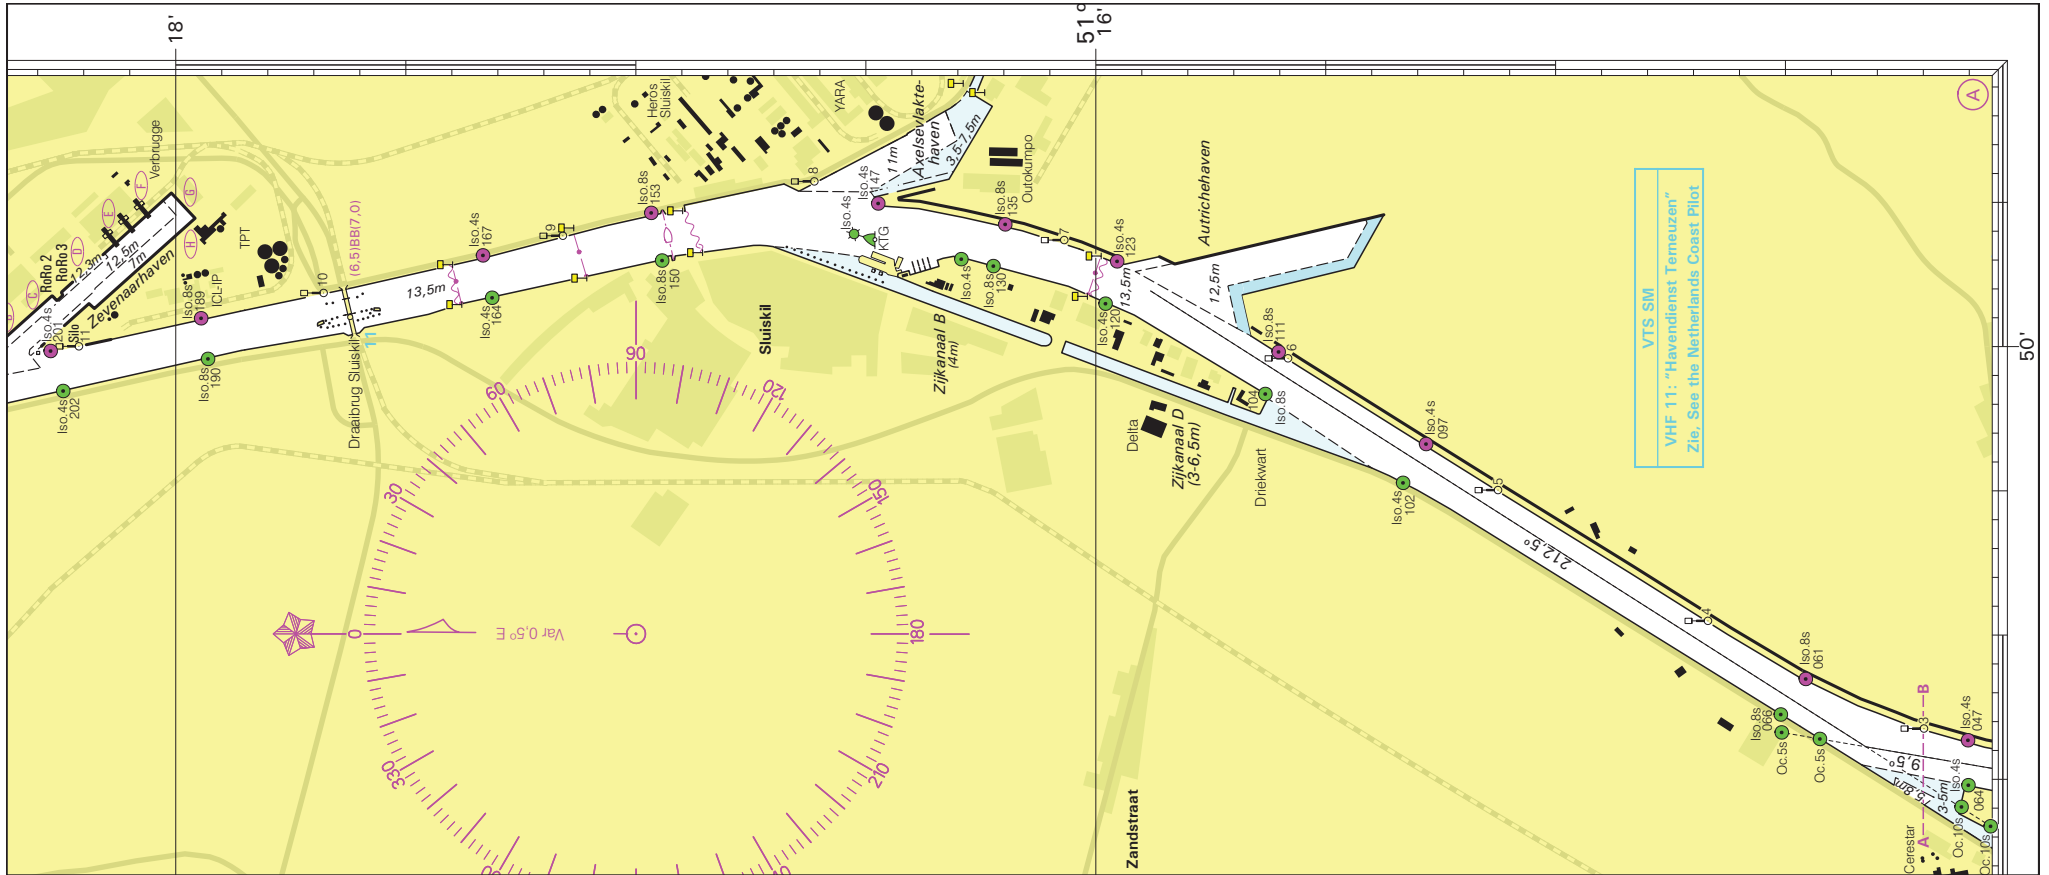 18'
51°
16'
50'
A
Verbrugge
C
D
E
F
G
H
RoRo 2
RoRo 3
12,3m
12,5m
7m
Zevenaarhaven
TPT
ICL-IP
Silo
Iso.4s
201
11
Iso.8s
189
Iso.4s
202
Iso.8s
190
10
(6,5)BB(7,0)
Draaibrug Sluiskil
11
13,5m
Iso.4s
167
Iso.4s
164
9
Iso.8s
153
Iso.8s
150
Heros
Sluiskil
Sluiskil
YARA
8
Iso.4s
147
Iso.4s
KTG
11m
Axelsevlakte-
haven
3,5-7,5m
Outokumpo
Iso.8s
135
Iso.4s
Iso.8s
130
7
Zijkanaal B
(4m)
Iso.4s
123
Iso.4s
120
13,5m
Autrichehaven
12,5m
Iso.8s
111
6
104
Iso.8s
Delta
Zijkanaal D
(3-6,5m)
Driekwart
Iso.4s
097
Iso.4s
102
5
212,5°
4
VTS SM
VHF 11: "Havendienst Terneuzen"
Zie, See the Netherlands Coast Pilot
Iso.8s
061
Iso.8s
066
Oc.5s
Oc.5s
3
B
A
Iso.4s
047
9,5°
Iso.4s
064
3-5m
Oc.10s
Oc.10s
Cerestar
Zandstraat
0
30
60
90
120
150
180
210
330
Var 0,5° E